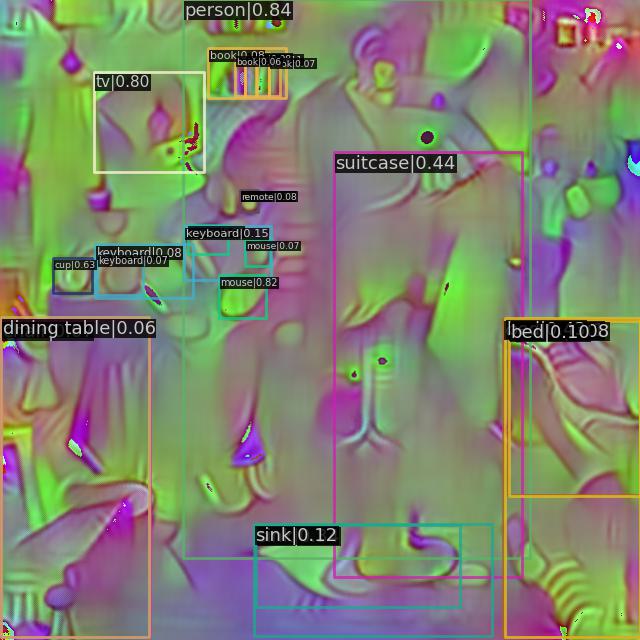 person|0.84
book|0.08
book|0.06
tv|0.80
suitcase|0.44
remote|0.08
keyboard|0.15
mouse|0.07
keyboard|0.08
keyboard|0.07
cup|0.63
mouse|0.82
dining table|0.06
bed|0.10
sink|0.12